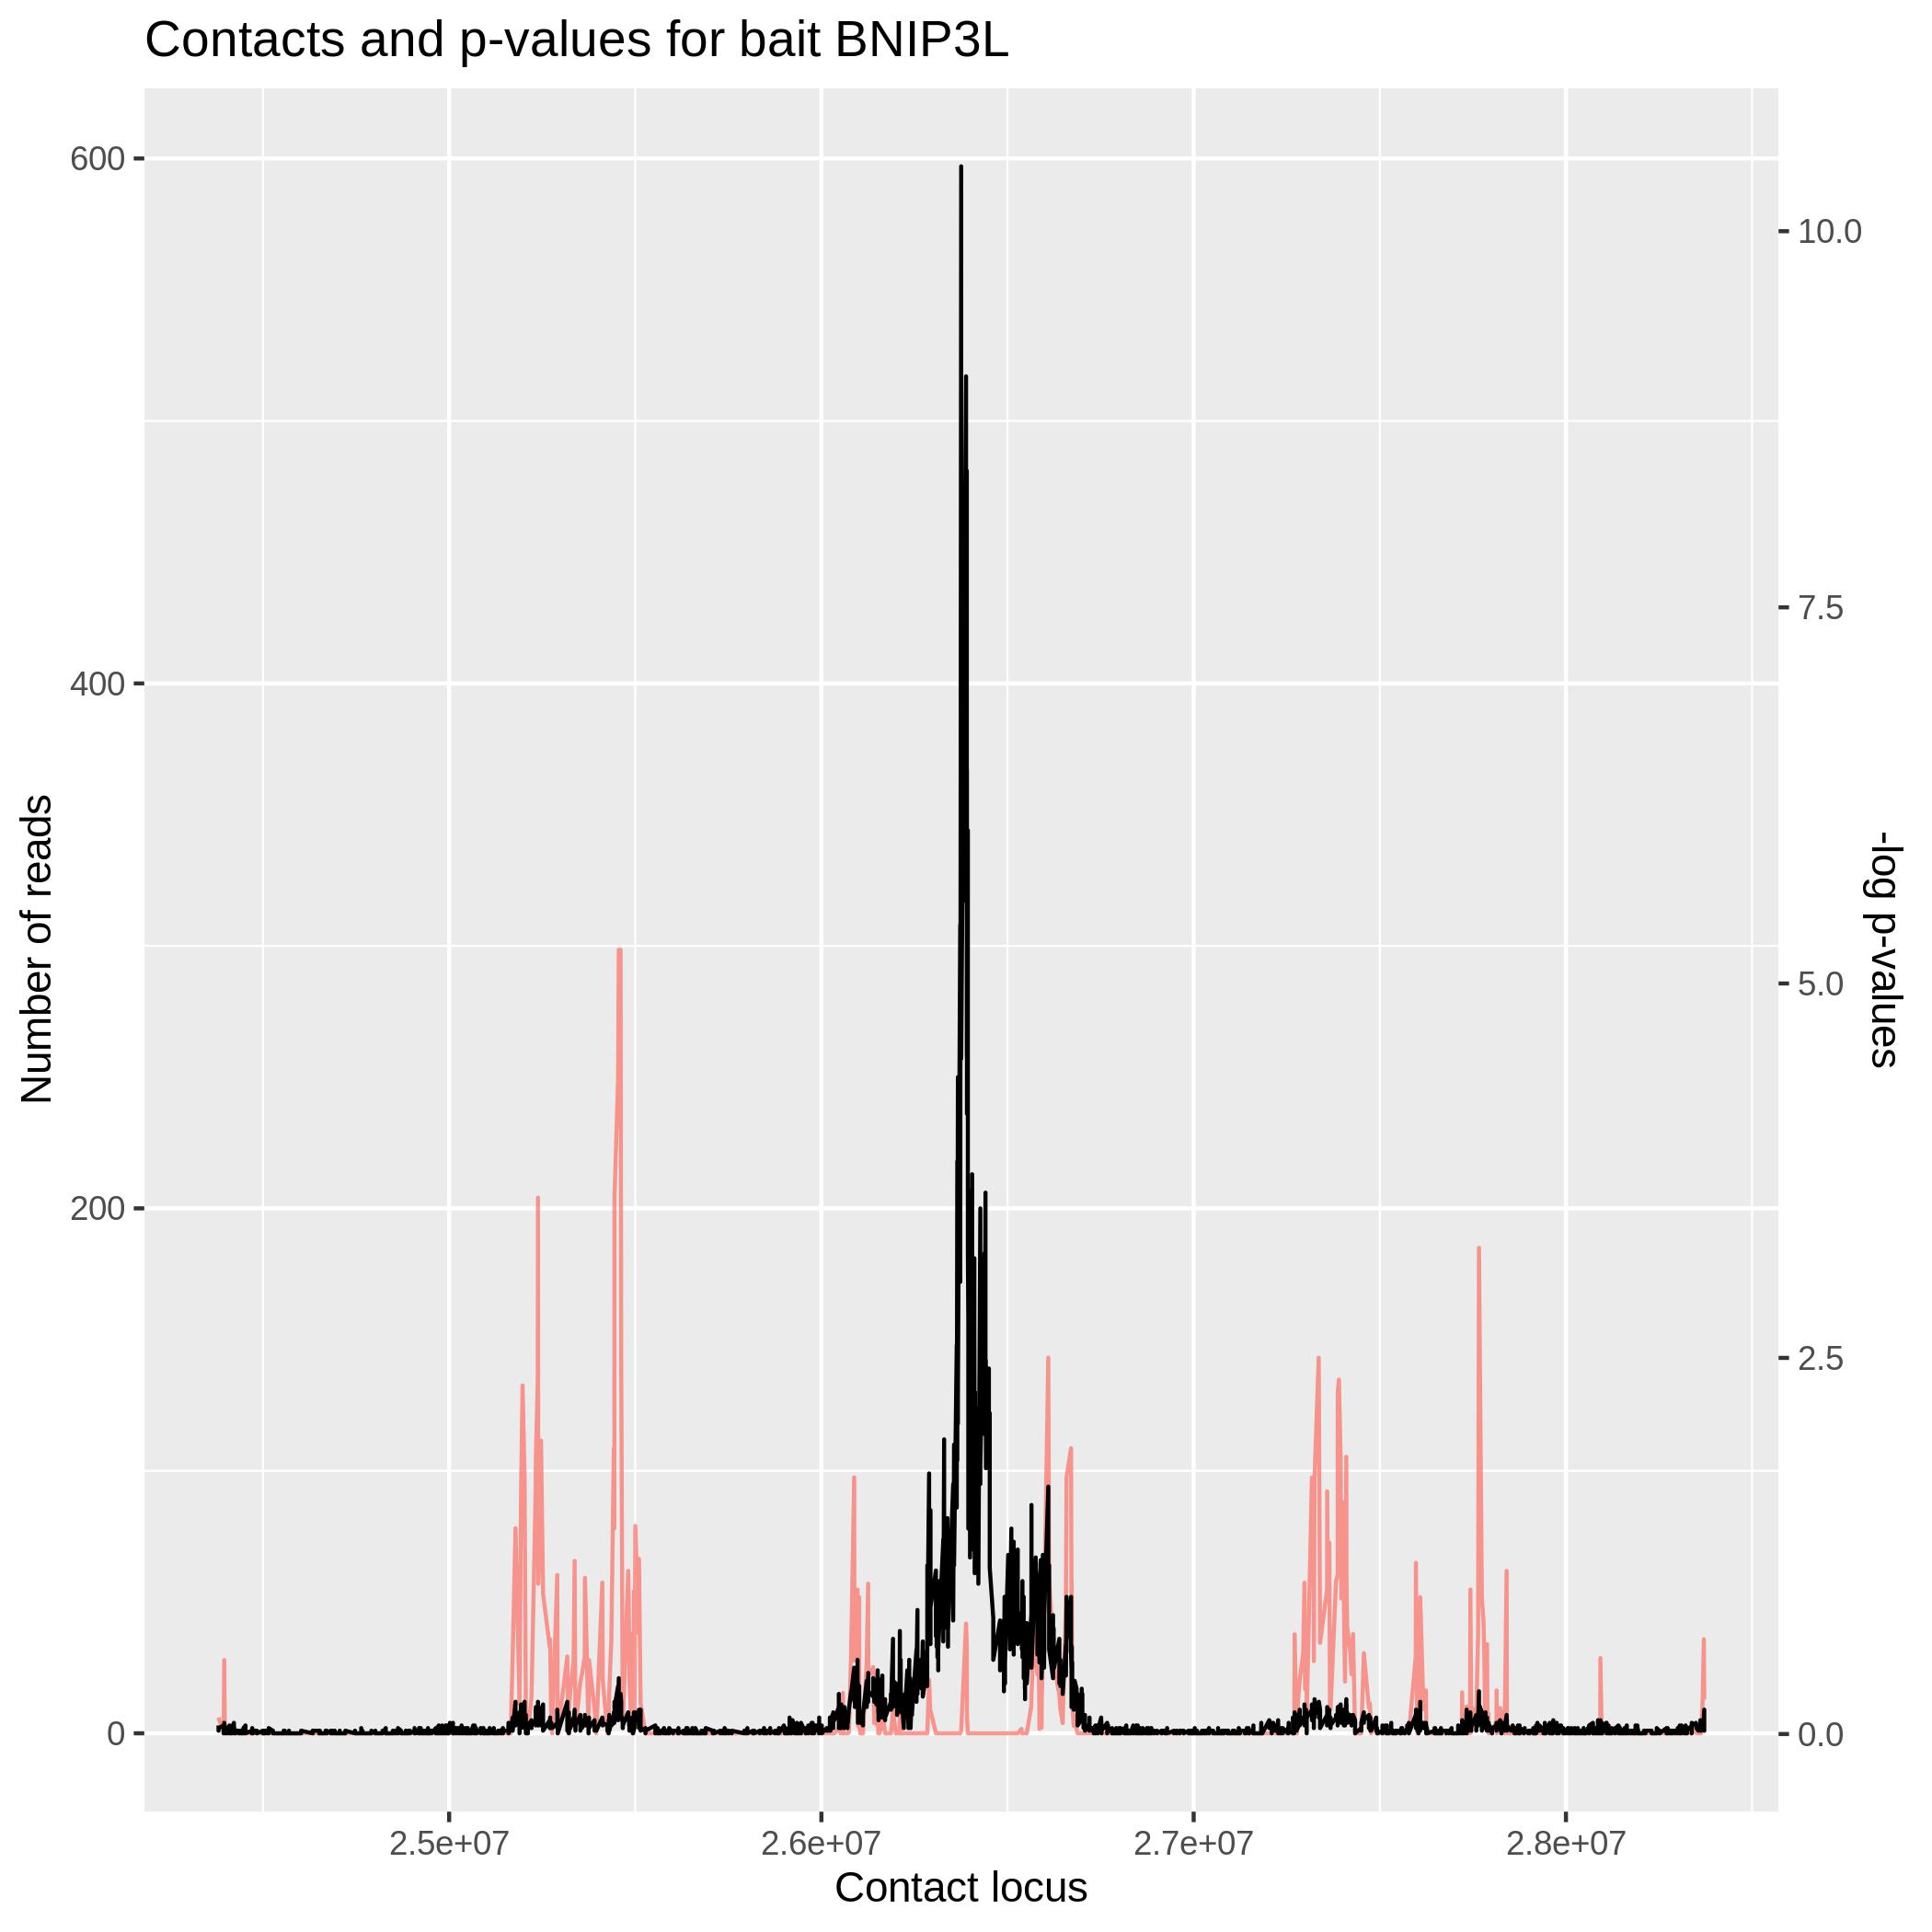 Contacts and p-values for bait BNIP3L
600
400
200
0
10.0
7.5
5.0
2.5
0.0
Number of reads
-log p-values
2.5e+07 2.6e+07 2.7e+07 2.8e+07
Contact locus